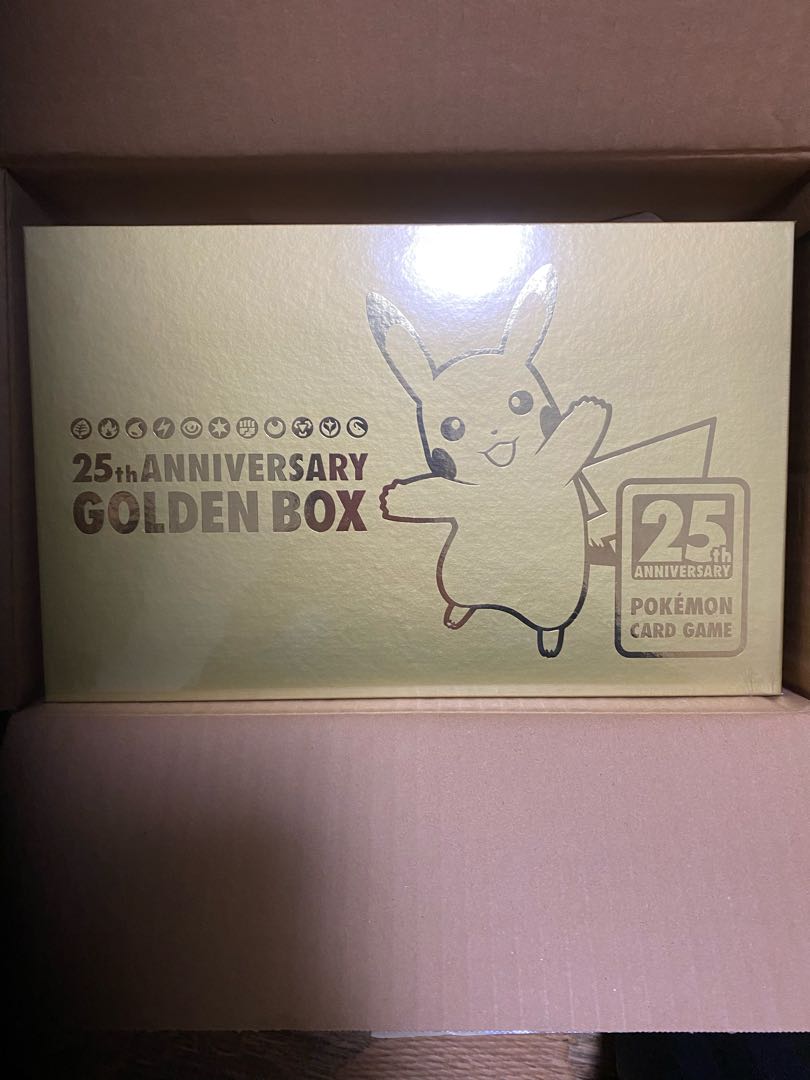 25th ANNIVERSARY
GOLDEN BOX
25th
ANNIVERSARY
POKÉMON
CARD GAME